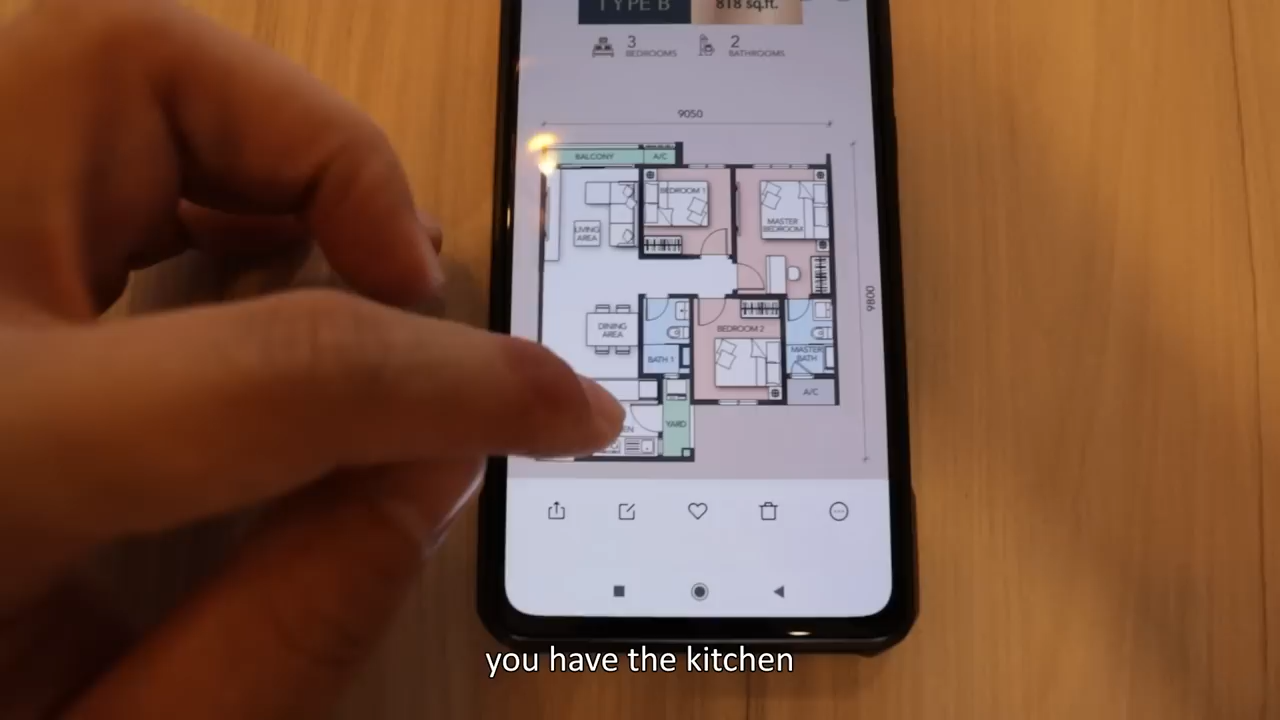 TYPE B
818 sq.ft.
3
BEDROOMS
2
BATHROOMS
9050
BALCONY
A/C
BEDROOM 1
MASTER
BEDROOM
LIVING
AREA
9800
DINING
AREA
BATH 1
BEDROOM 2
MASTER
BATH
A/C
YARD
you have the kitchen